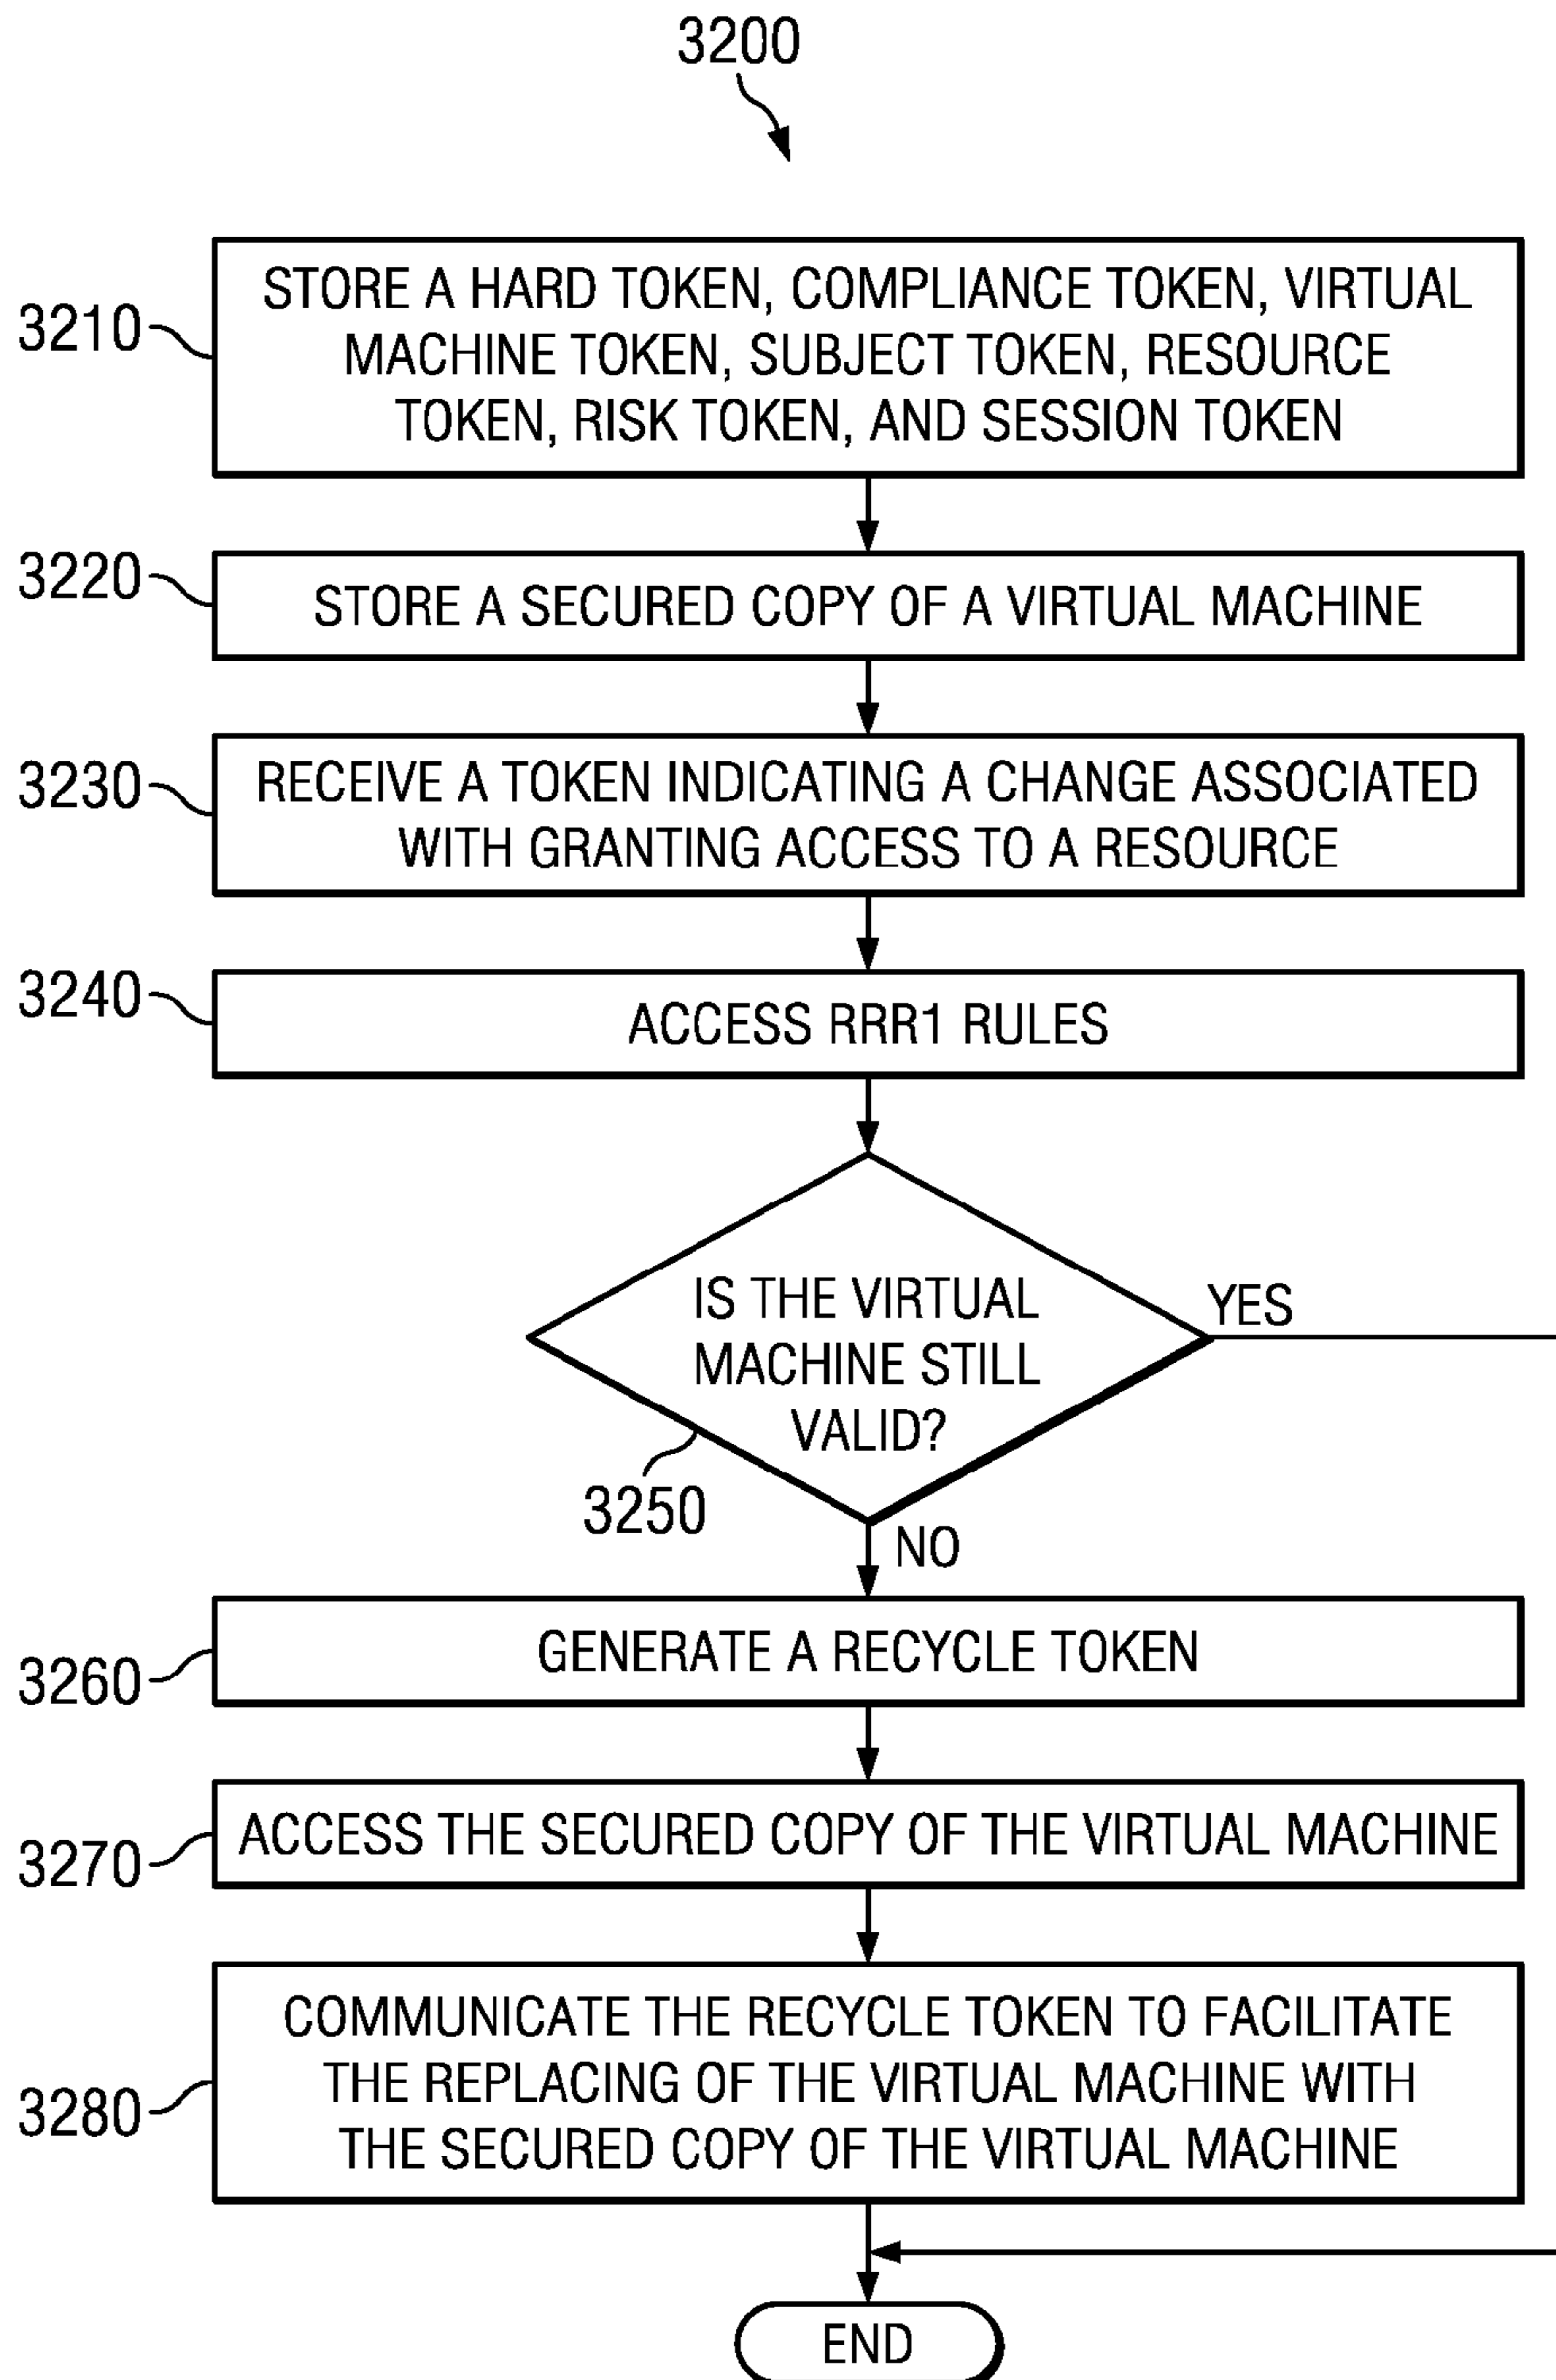 3200
3210
STORE A HARD TOKEN, COMPLIANCE TOKEN, VIRTUAL
MACHINE TOKEN, SUBJECT TOKEN, RESOURCE
TOKEN, RISK TOKEN, AND SESSION TOKEN
3220
STORE A SECURED COPY OF A VIRTUAL MACHINE
3230
RECEIVE A TOKEN INDICATING A CHANGE ASSOCIATED
WITH GRANTING ACCESS TO A RESOURCE
3240
ACCESS RRR1 RULES
IS THE VIRTUAL
MACHINE STILL
VALID?
YES
3250
NO
3260
GENERATE A RECYCLE TOKEN
3270
ACCESS THE SECURED COPY OF THE VIRTUAL MACHINE
3280
COMMUNICATE THE RECYCLE TOKEN TO FACILITATE
THE REPLACING OF THE VIRTUAL MACHINE WITH
THE SECURED COPY OF THE VIRTUAL MACHINE
END